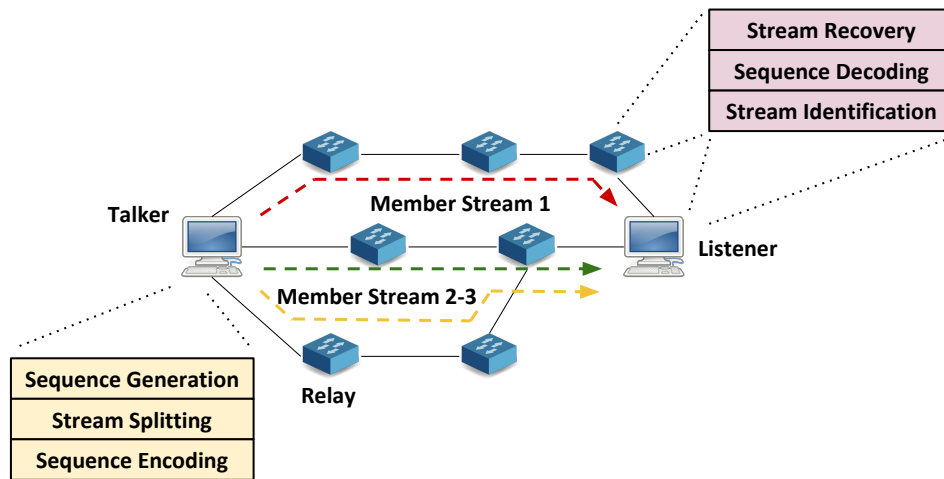 Stream Recovery
Sequence Decoding
Stream Identification
Member Stream 1
Talker
Listener
Member Stream 2-3
Relay
Sequence Generation
Stream Splitting
Sequence Encoding